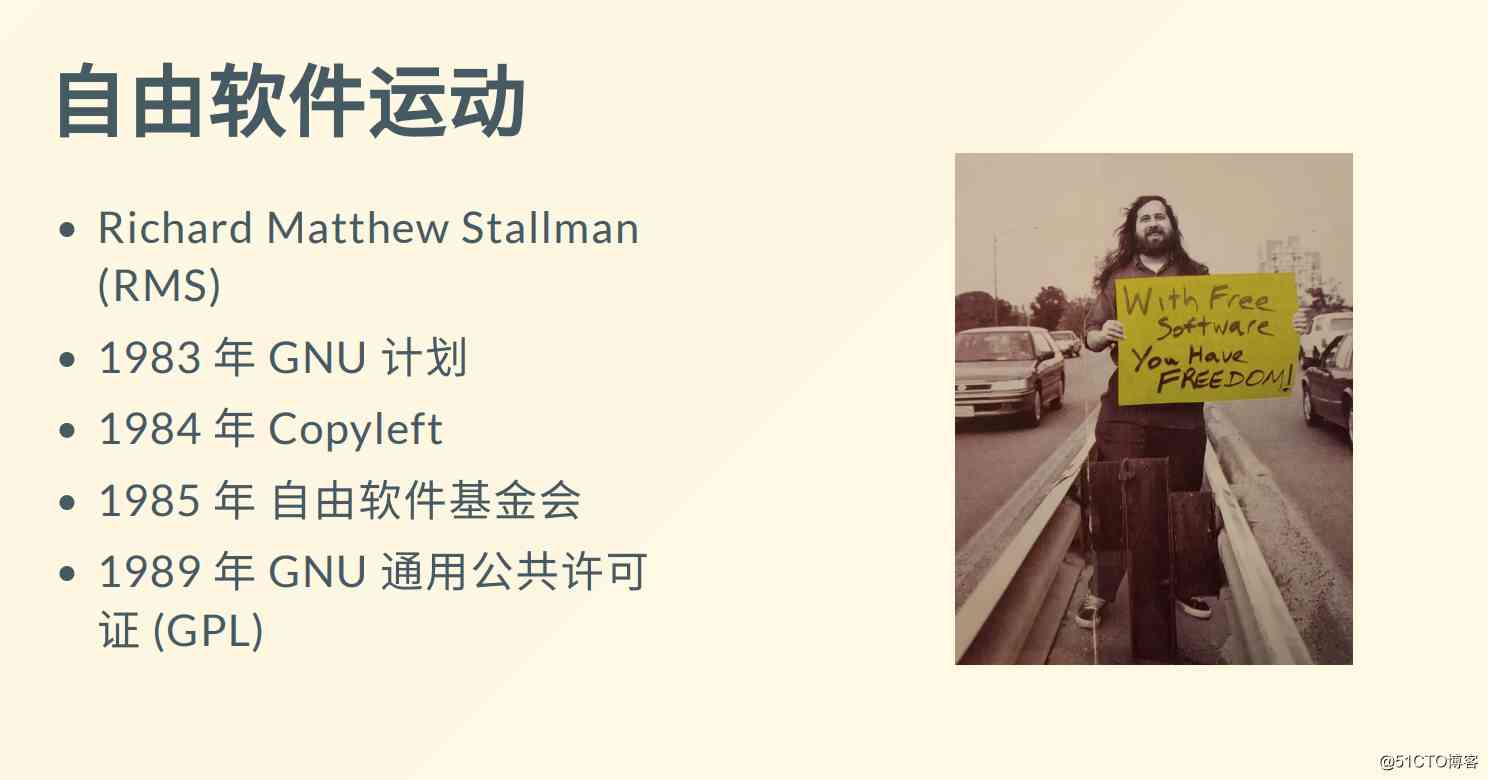 自由软件运动
Richard Matthew Stallman
(RMS)
1983 年 GNU 计划
1984 年 Copyleft
1985 年 自由软件基金会
1989 年 GNU 通用公共许可
证 (GPL)
With Free
Software
You Have
FREEDOM!
@51CTO博客